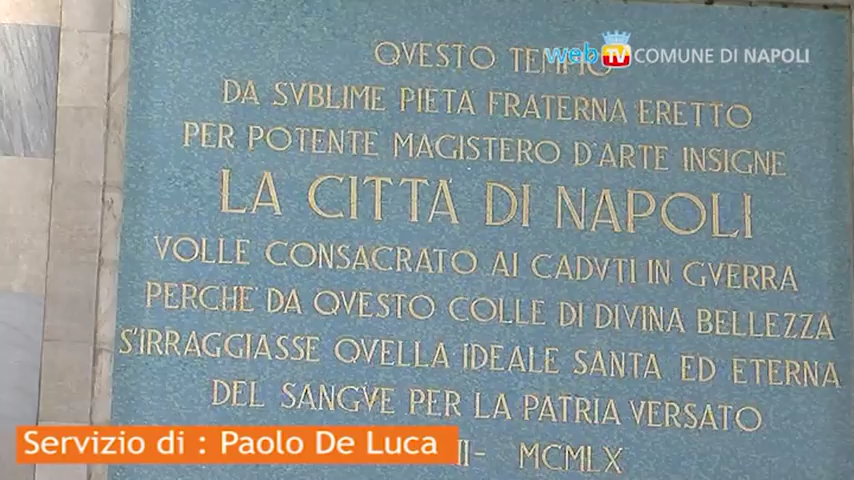 web TV COMUNE DI NAPOLI
QVESTO TEMPIO
DA SVBLIME PIETÀ FRATERNA ERETTO
PER POTENTE MAGISTERO D'ARTE INSIGNE
LA CITTÀ DI NAPOLI
VOLLE CONSACRATO AI CADVTI IN GVERRA
PERCHÈ DA QVESTO COLLE DI DIVINA BELLEZZA
S'IRRAGGIASSE QVELLA IDEALE SANTA ED ETERNA
DEL SANGVE PER LA PATRIA VERSATO
MCMLX
Servizio di : Paolo De Luca